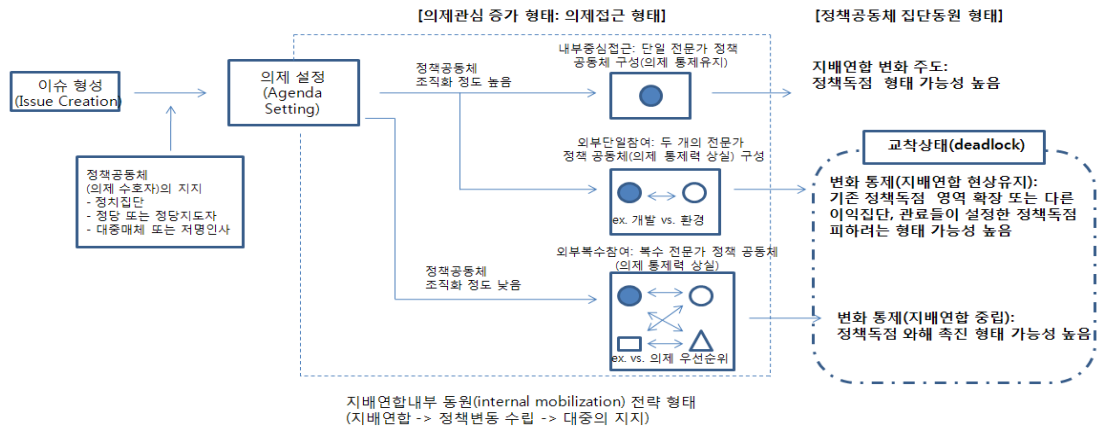 [의제관심 증가 형태: 의제접근 형태]
[정책공동체 집단동원 형태]
이슈 형성
(Issue Creation)
의제 설정
(Agenda
Setting)
정책공동체
(의제 수호자)의 지지
- 정치집단
- 정당 또는 정당지도자
- 대중매체 또는 저명인사
정책공동체
조직화 정도 높음
정책공동체
조직화 정도 낮음
내부중심접근: 단일 전문가 정책
공동체 구성(의제 통제유지)
외부단일참여: 두 개의 전문가
정책 공동체(의제 통제력 상실) 구성
ex. 개발 vs. 환경
외부복수참여: 복수 전문가 정책 공동체
(의제 통제력 상실)
ex. vs. 의제 우선순위
지배연합 변화 주도:
정책독점 형태 가능성 높음
교착상태(deadlock)
변화 통제(지배연합 현상유지):
기존 정책독점 영역 확장 또는 다른
이익집단, 관료들이 설정한 정책독점
피하려는 형태 가능성 높음
변화 통제(지배연합 중립):
정책독점 와해 촉진 형태 가능성 높음
지배연합내부 동원(internal mobilization) 전략 형태
(지배연합 -> 정책변동 수립 -> 대중의 지지)